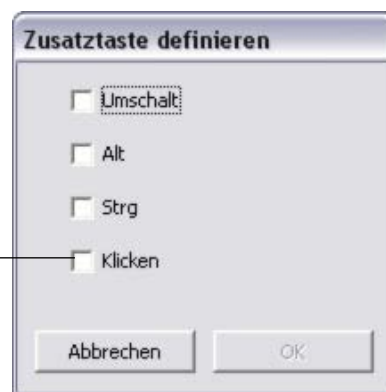 Zusatztaste definieren
Umschalt
Alt
Strg
Klicken
Abbrechen OK